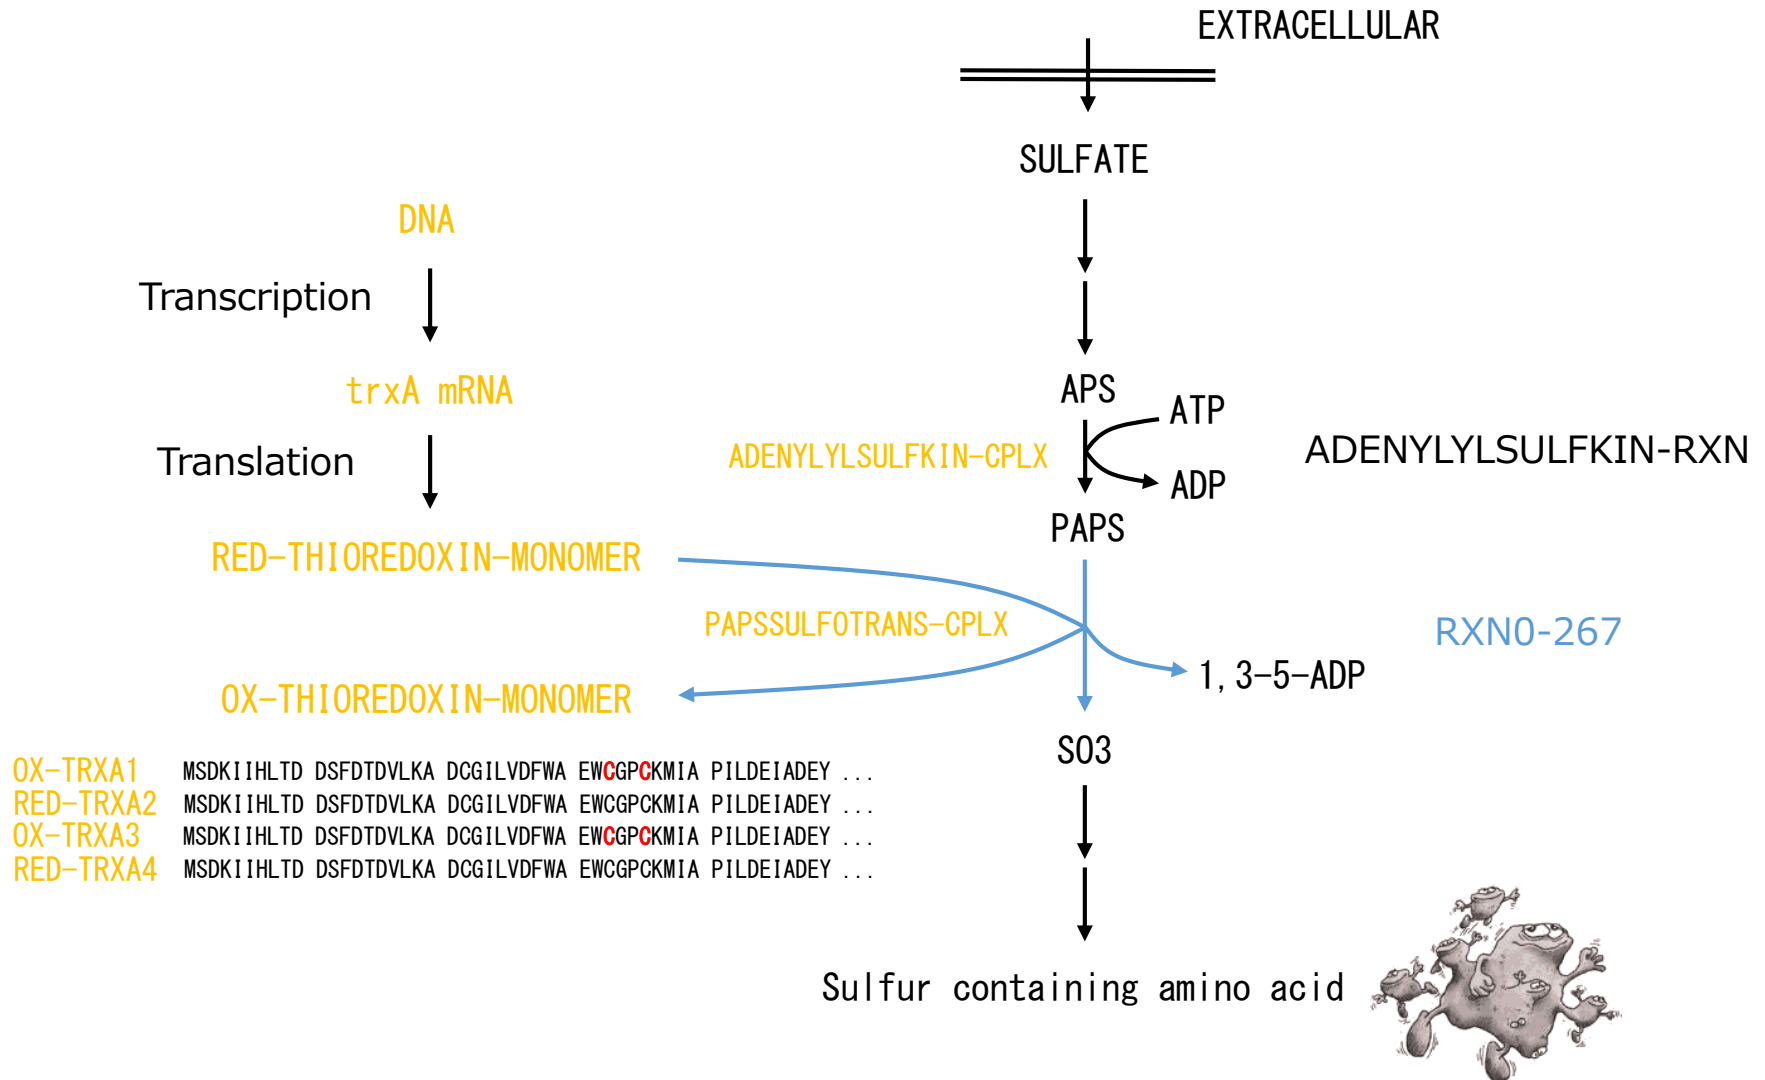 EXTRACELLULAR
SULFATE
DNA
Transcription
trxA mRNA
APS
ATP
Translation
ADENYLYLSULFKIN-CPLX
ADENYLYLSULFKIN-RXN
ADP
PAPS
RED-THIOREDOXIN-MONOMER
PAPSSULFOTRANS-CPLX
RXN0-267
1,3-5-ADP
OX-THIOREDOXIN-MONOMER
SO3
OX-TRXA1 MSDKIIHLTD DSFDTDVLKA DCGILVDFWA EWCGPCKMIA PILDEIADEY ...
RED-TRXA2 MSDKIIHLTD DSFDTDVLKA DCGILVDFWA EWCGPCKMIA PILDEIADEY ...
OX-TRXA3 MSDKIIHLTD DSFDTDVLKA DCGILVDFWA EWCGPCKMIA PILDEIADEY ...
RED-TRXA4 MSDKIIHLTD DSFDTDVLKA DCGILVDFWA EWCGPCKMIA PILDEIADEY ...
Sulfur containing amino acid